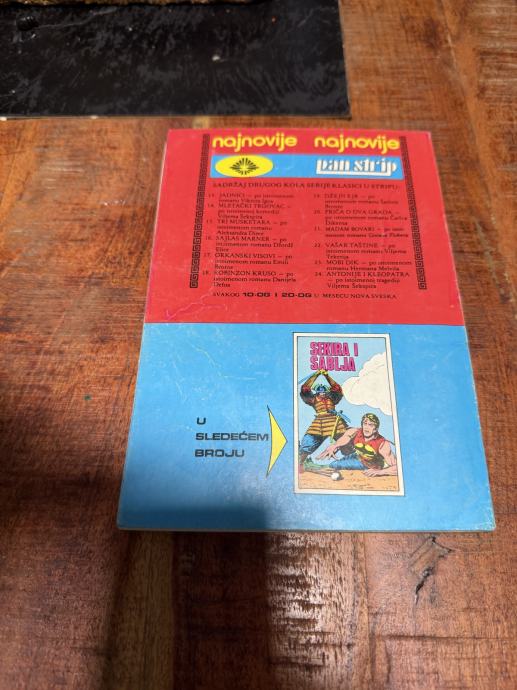 najnovije najnovije
pan strip
SADRŽAJ DRUGOG KOLA SERIJE KLASICI U STRIPU:
13. JADNICI — po istoimenom
romanu Viktora Igoa
14. MLETAČKI TRGOVAC —
po istoimenoj komediji
Viljema Šekspira
15. TRI MUSKETARA — po
istoimenom romanu
Aleksandra Dime
16. SAJLAS MARNER — po
istoimenom romanu Džordž
Eliot
17. ORKANSKI VISOVI — po
istoimenom romanu Emili
Bronte
18. ROBINZON KRUSO — po
istoimenom romanu Danijela
Defoa
19. DŽEJN EJR — po
istoimenom romanu Šarlote
Bronte
20. PRIČA O DVA GRADA —
po istoimenom romanu Čarlsa
Dikensa
21. MADAM BOVARI — po
istoimenom romanu Gistava Flobera
22. VAŠAR TAŠTINE — po
istoimenom romanu Viljema
Tekerija
23. MOBI DIK — po istoimenom
romanu Hermana Melvila
24. ANTONIJE I KLEOPATRA
— po istoimenoj tragediji
Viljema Šekspira
SVAKOG 10-OG I 20-OG U MESECU NOVA SVESKA
SEKIRA I
SABLJA
U
SLEDEĆEM
BROJU